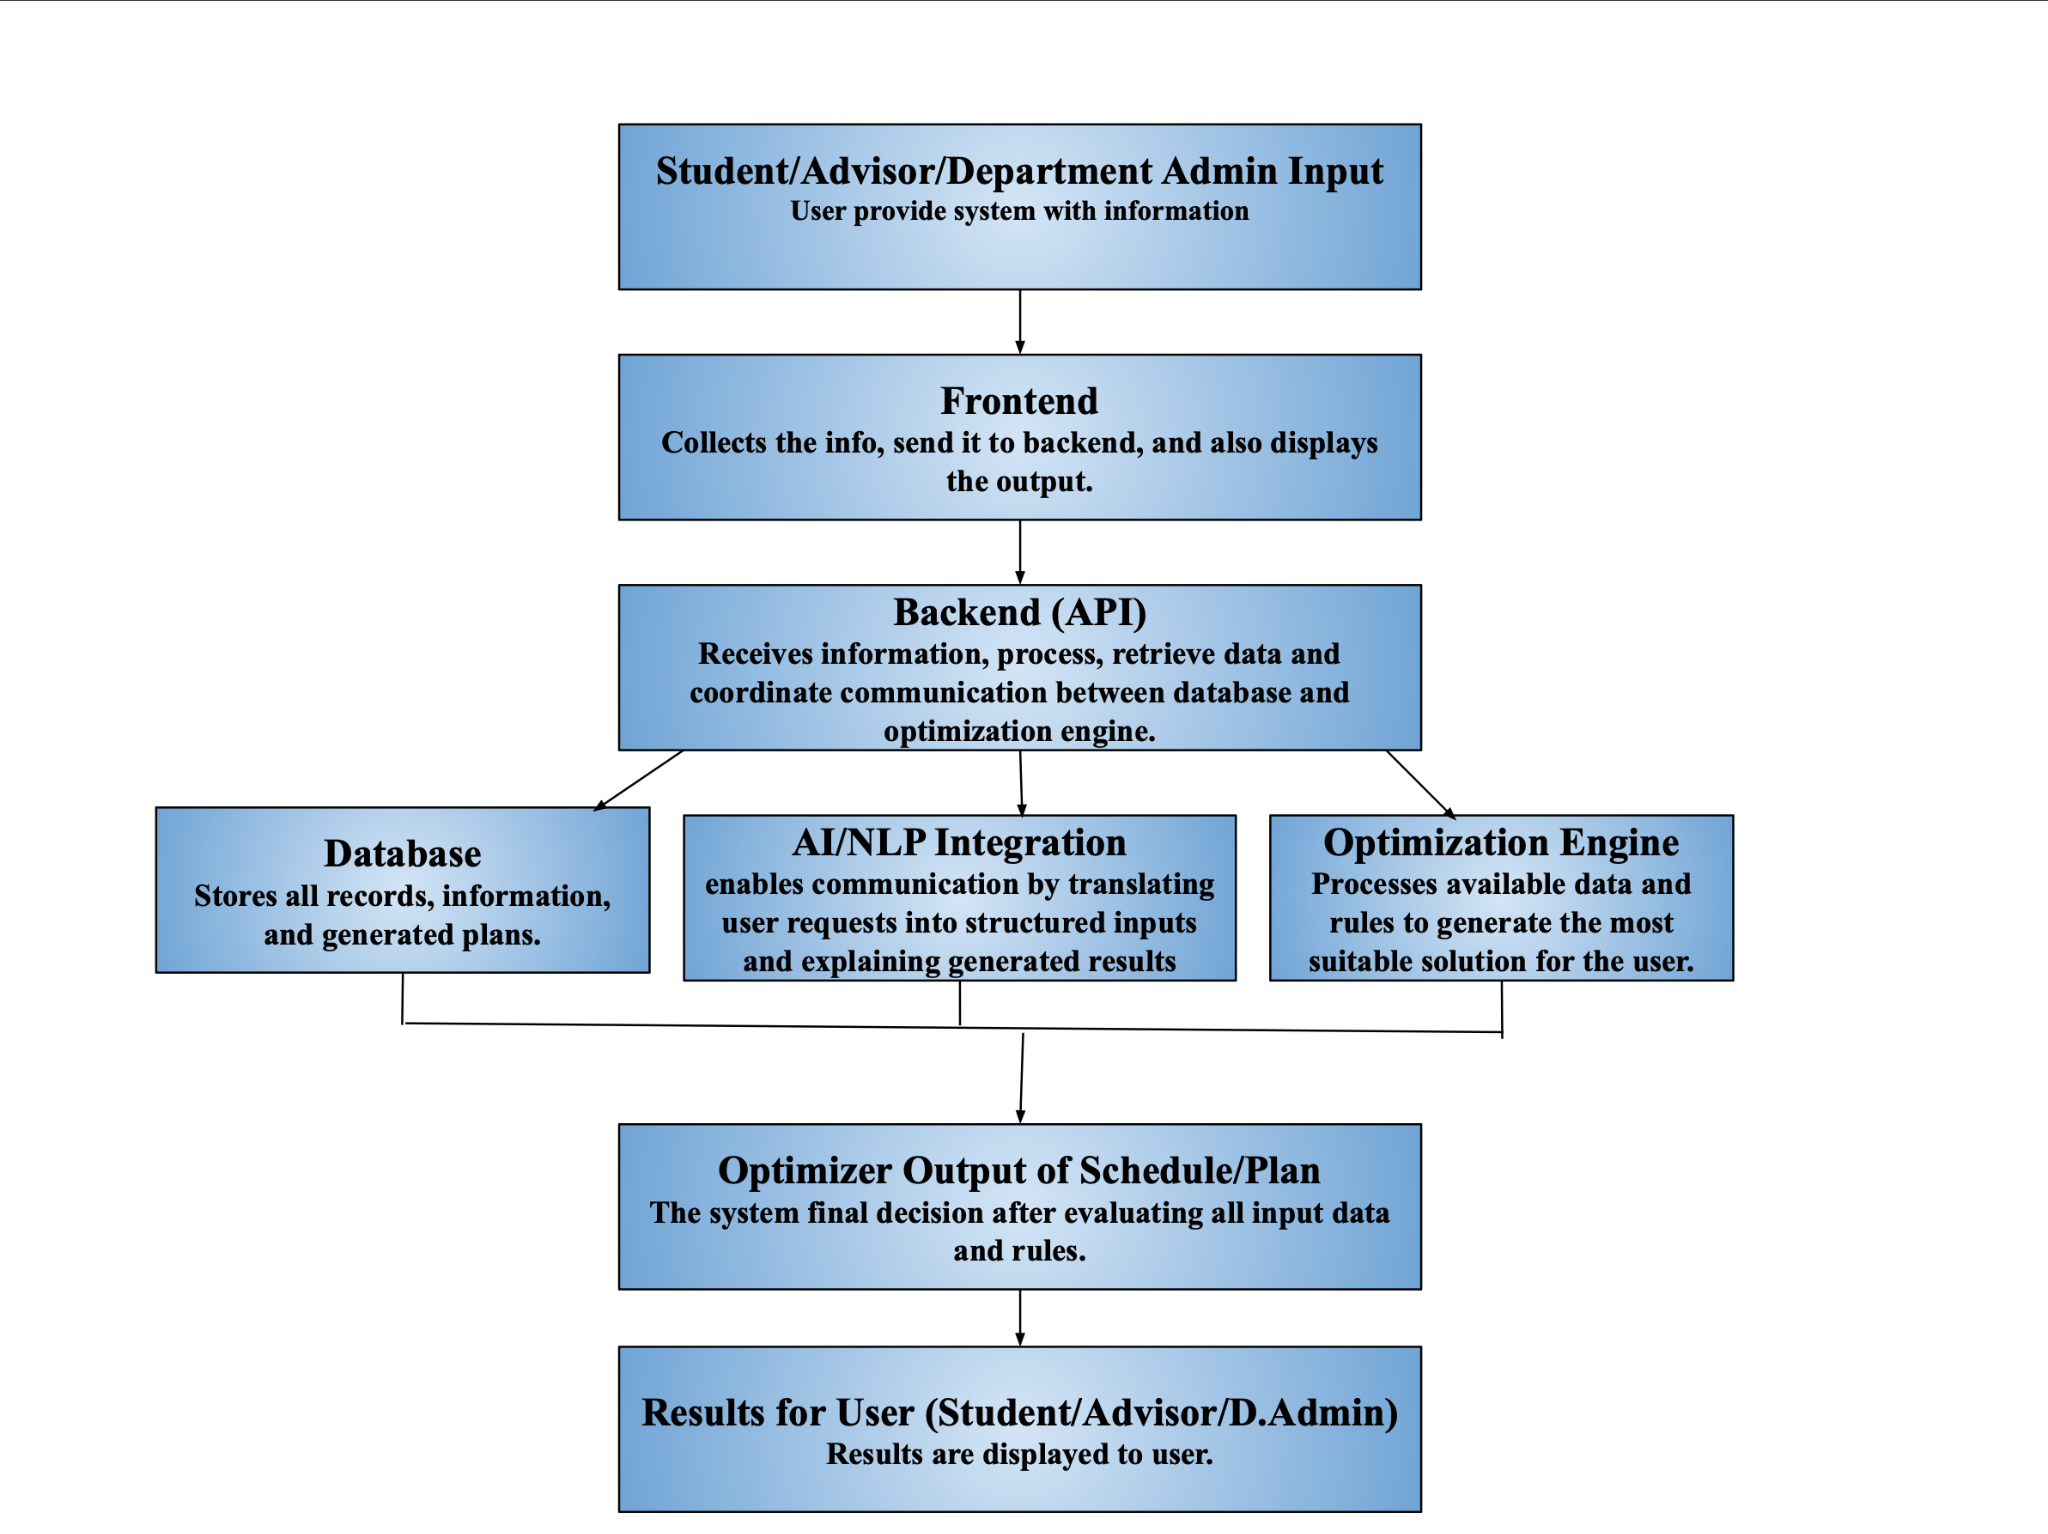 Student/Advisor/Department Admin Input
User provide system with information
Frontend
Collects the info, send it to backend, and also displays
the output.
Backend (API)
Receives information, process, retrieve data and
coordinate communication between database and
optimization engine.
Database
Stores all records, information,
and generated plans.
AI/NLP Integration
enables communication by translating
user requests into structured inputs
and explaining generated results
Optimization Engine
Processes available data and
rules to generate the most
suitable solution for the user.
Optimizer Output of Schedule/Plan
The system final decision after evaluating all input data
and rules.
Results for User (Student/Advisor/D.Admin)
Results are displayed to user.